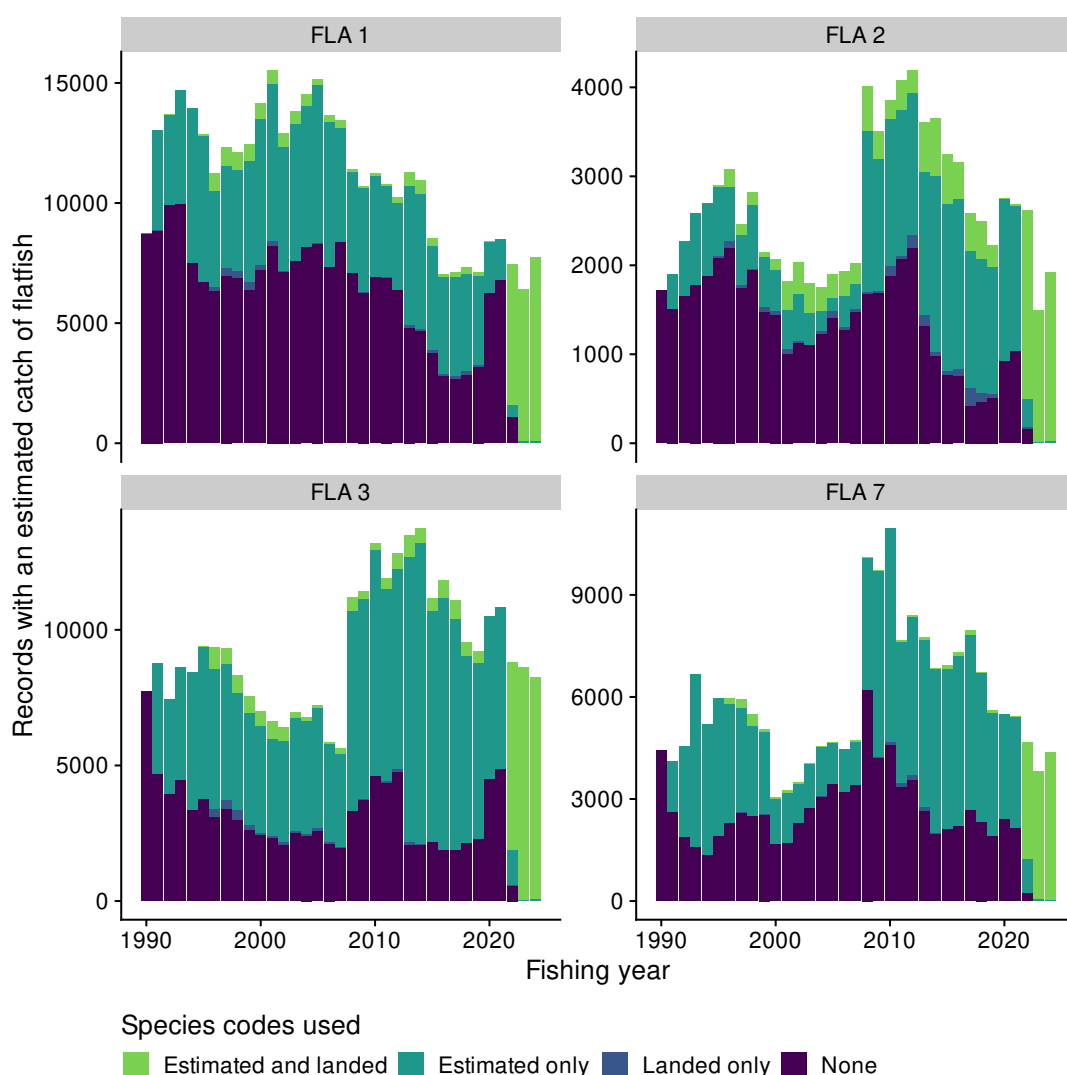 FLA 1
FLA 2
15000
10000
5000
0
4000
3000
2000
1000
0
Records with an estimated catch of flatfish
FLA 3
FLA 7
10000
5000
0
9000
6000
3000
0
1990
2000
2010
2020
1990
2000
2010
2020
Fishing year
Species codes used
Estimated and landed
Estimated only
Landed only
None